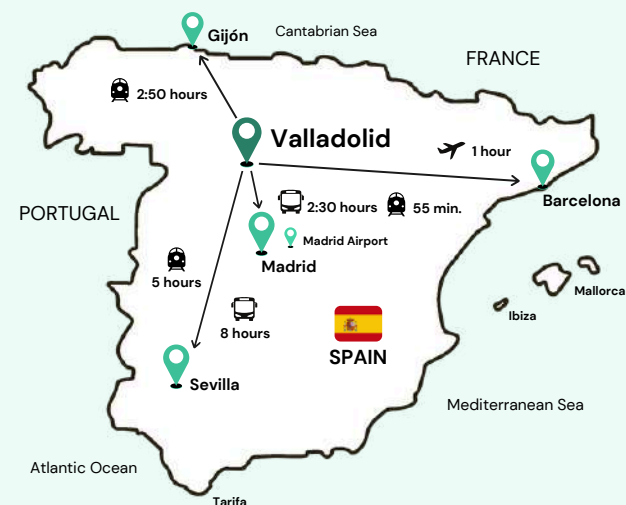 Gijón
Cantabrian Sea
FRANCE
2:50 hours
Valladolid
1 hour
Barcelona
PORTUGAL
2:30 hours
55 min.
Madrid Airport
Madrid
5 hours
8 hours
Mallorca
Ibiza
SPAIN
Sevilla
Mediterranean Sea
Atlantic Ocean
Tarifa